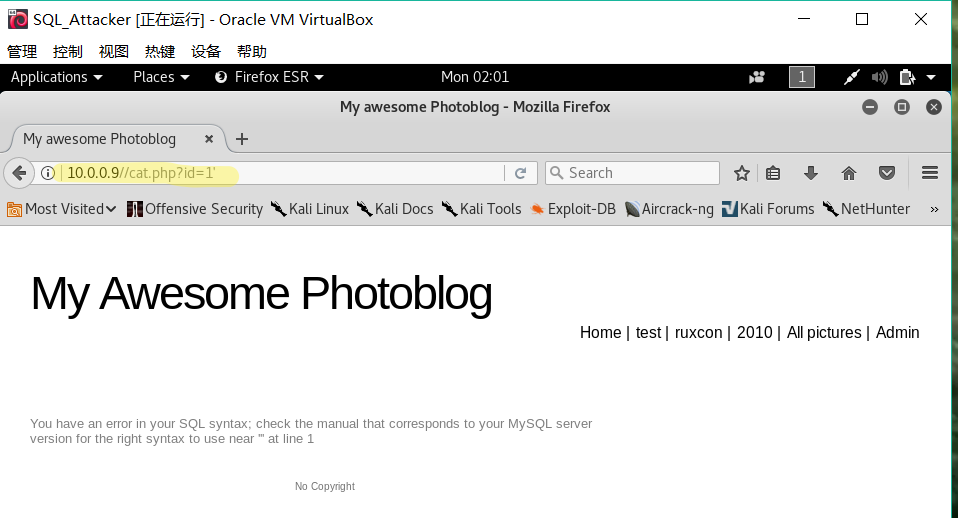 SQL_Attacker [正在运行] - Oracle VM VirtualBox
管理 控制 视图 热键 设备 帮助
Applications Places Firefox ESR Mon 02:01 1
My awesome Photoblog - Mozilla Firefox
My awesome Photoblog
10.0.0.9//cat.php?id=1' Search
Most Visited Offensive Security Kali Linux Kali Docs Kali Tools Exploit-DB Aircrack-ng Kali Forums NetHunter »
My Awesome Photoblog
Home | test | ruxcon | 2010 | All pictures | Admin
You have an error in your SQL syntax; check the manual that corresponds to your MySQL server
version for the right syntax to use near ''' at line 1
No Copyright